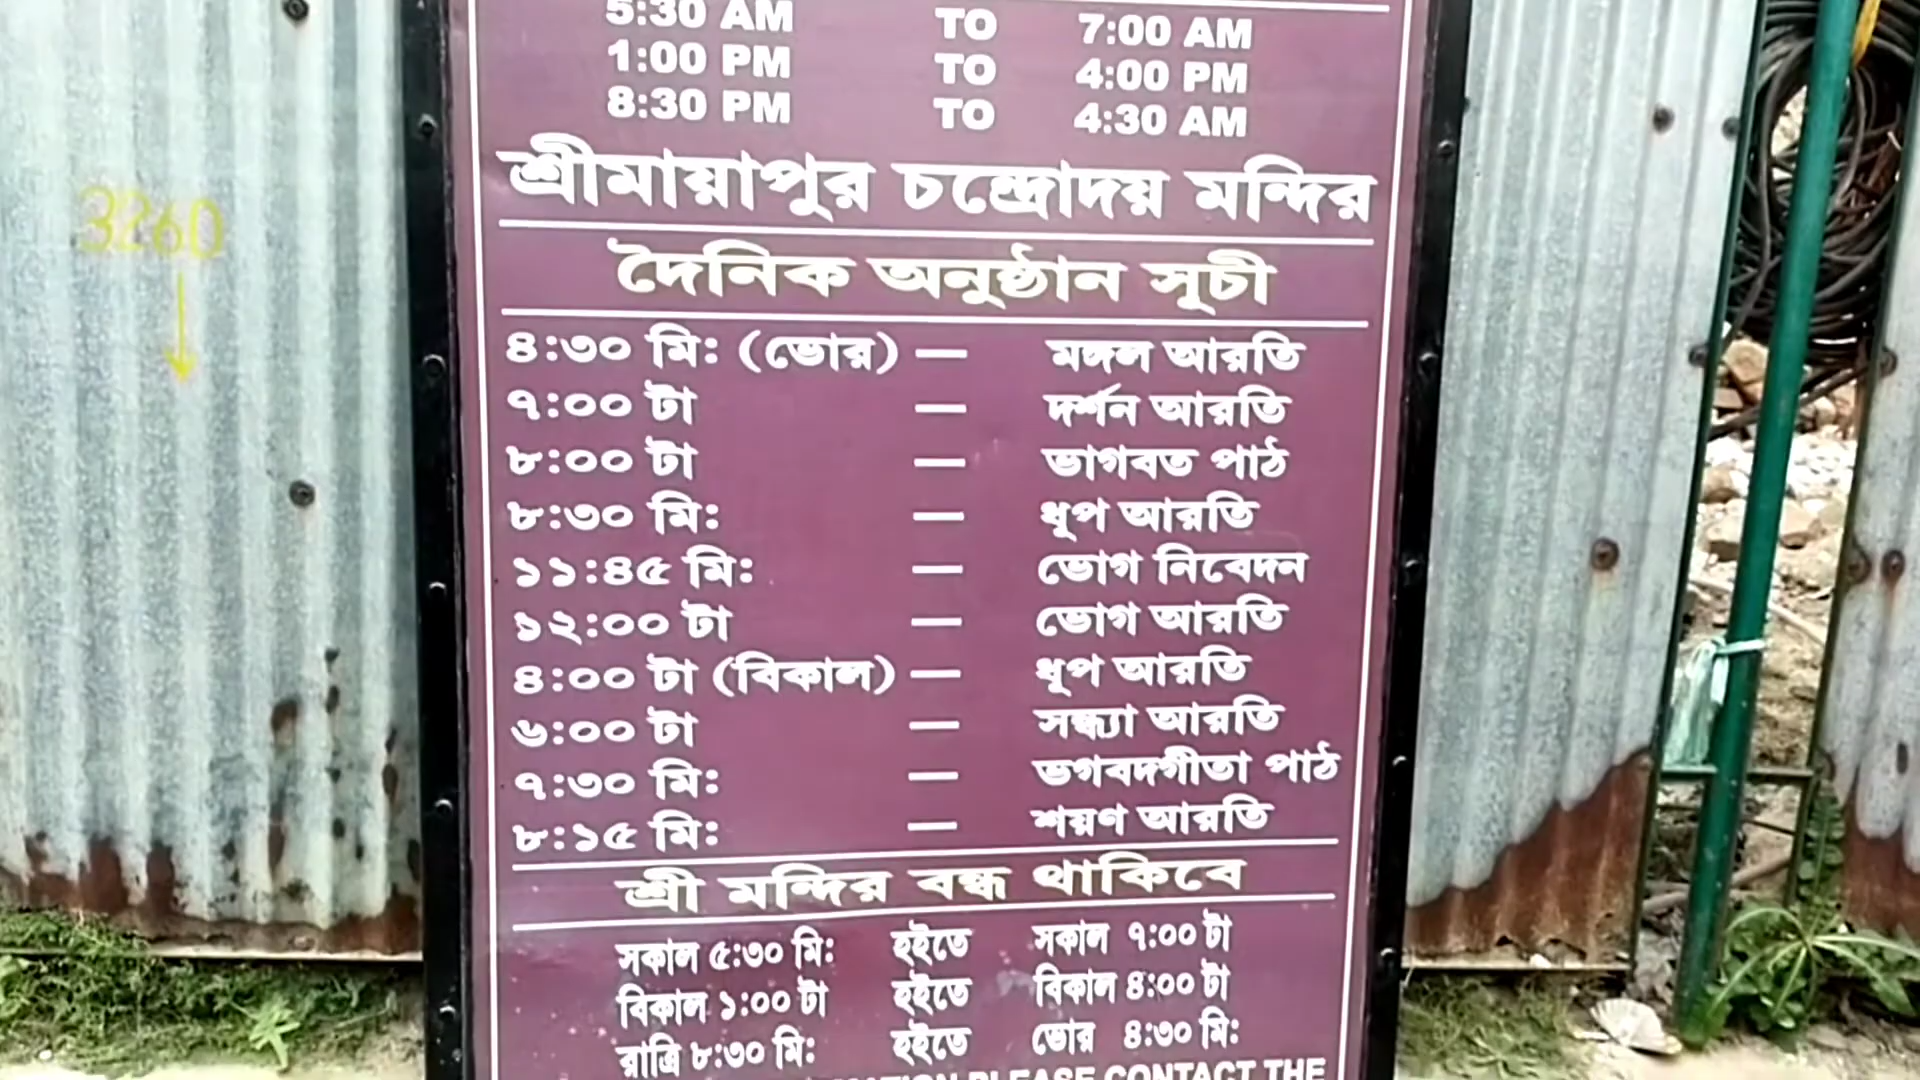 3260
5:30 AM TO 7:00 AM
1:00 PM TO 4:00 PM
8:30 PM TO 4:30 AM
শ্রীমায়াপুর চন্দ্রোদয় মন্দির
দৈনিক অনুষ্ঠান সূচী
৪:৩০ মি: (ভোর) — মঙ্গল আরতি
৭:০০ টা — দর্শন আরতি
৮:০০ টা — ভাগবত পাঠ
৮:৩০ মি: — ধূপ আরতি
১১:৪৫ মি: — ভোগ নিবেদন
১২:০০ টা — ভোগ আরতি
৪:০০ টা (বিকাল) — ধূপ আরতি
৬:০০ টা — সন্ধ্যা আরতি
৭:৩০ মি: — ভগবদগীতা পাঠ
৮:১৫ মি: — শয়ণ আরতি
শ্রী মন্দির বন্ধ থাকিবে
সকাল ৫:৩০ মি: হইতে সকাল ৭:০০ টা
বিকাল ১:০০ টা হইতে বিকাল ৪:০০ টা
রাত্রি ৮:৩০ মি: হইতে ভোর ৪:৩০ মি:
PLEASE CONTACT THE